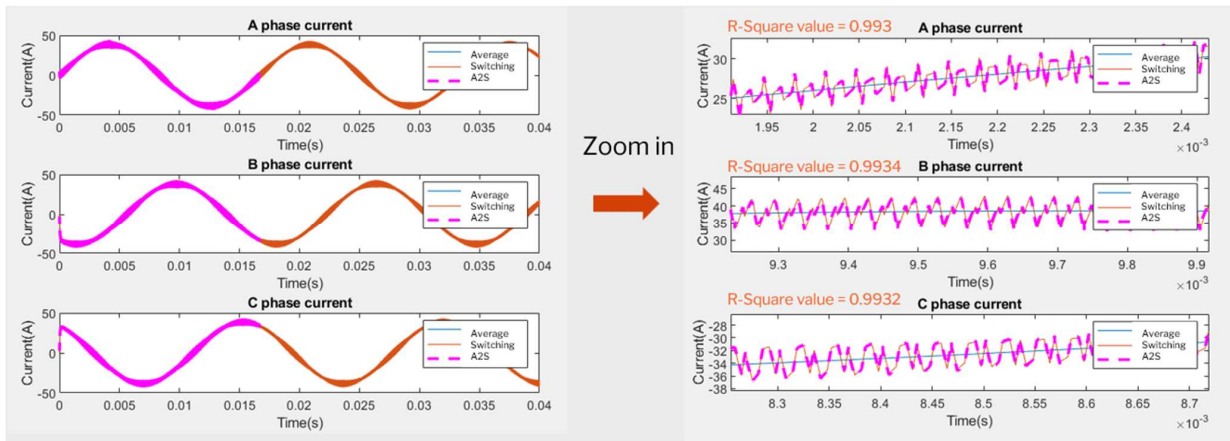 A phase current
Current(A)
50
0
-50
Average
Switching
A2S
0 0.005 0.01 0.015 0.02 0.025 0.03 0.035 0.04
Time(s)
B phase current
Current(A)
50
0
-50
Average
Switching
A2S
0 0.005 0.01 0.015 0.02 0.025 0.03 0.035 0.04
Time(s)
C phase current
Current(A)
50
0
-50
Average
Switching
A2S
0 0.005 0.01 0.015 0.02 0.025 0.03 0.035 0.04
Time(s)
Zoom in
R-Square value = 0.993
A phase current
Current(A)
30
25
Average
Switching
A2S
1.95 2 2.05 2.1 2.15 2.2 2.25 2.3 2.35 2.4
Time(s)
×10⁻³
R-Square value = 0.9934
B phase current
Current(A)
45
40
35
30
Average
Switching
A2S
9.3 9.4 9.5 9.6 9.7 9.8 9.9
Time(s)
×10⁻³
R-Square value = 0.9932
C phase current
Current(A)
-28
-30
-32
-34
-36
-38
Average
Switching
A2S
8.3 8.35 8.4 8.45 8.5 8.55 8.6 8.65 8.7
Time(s)
×10⁻³